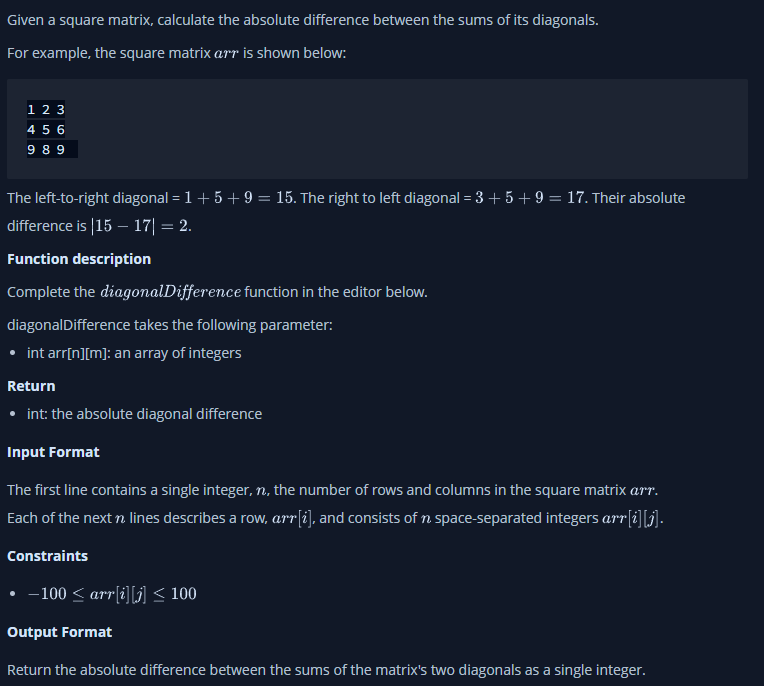 Given a square matrix, calculate the absolute difference between the sums of its diagonals.
For example, the square matrix arr is shown below:
1 2 3
4 5 6
9 8 9
The left-to-right diagonal = 1 + 5 + 9 = 15. The right to left diagonal = 3 + 5 + 9 = 17. Their absolute
difference is |15 − 17| = 2.
Function description
Complete the diagonalDifference function in the editor below.
diagonalDifference takes the following parameter:
• int arr[n][m]: an array of integers
Return
• int: the absolute diagonal difference
Input Format
The first line contains a single integer, n, the number of rows and columns in the square matrix arr.
Each of the next n lines describes a row, arr[i], and consists of n space-separated integers arr[i][j].
Constraints
• −100 ≤ arr[i][j] ≤ 100
Output Format
Return the absolute difference between the sums of the matrix's two diagonals as a single integer.